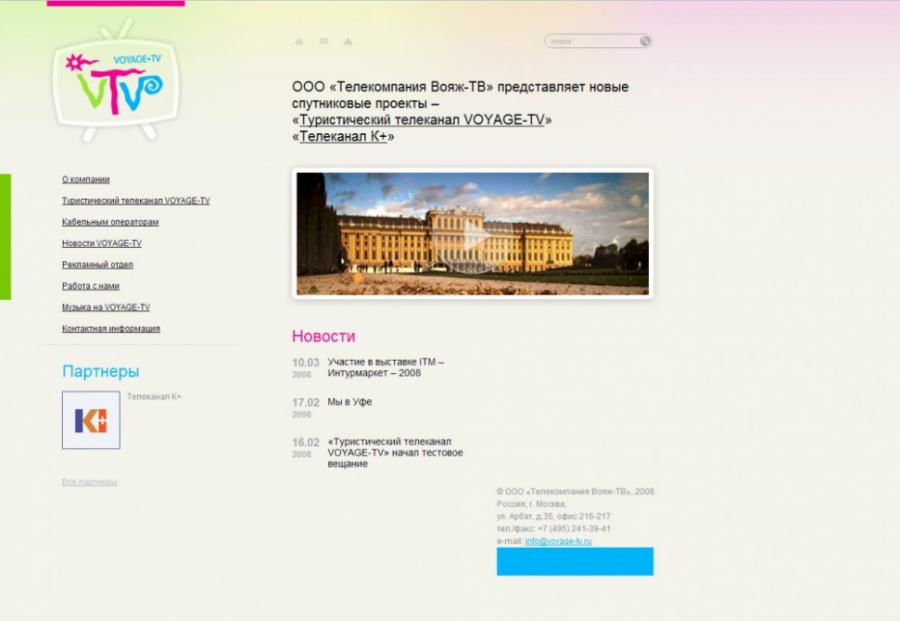 VOYAGE•TV
VTV
поиск
ООО «Телекомпания Вояж-ТВ» представляет новые
спутниковые проекты –
«Туристический телеканал VOYAGE-TV»
«Телеканал К+»
О компании
Туристический телеканал VOYAGE-TV
Кабельным операторам
Новости VOYAGE-TV
Рекламный отдел
Работа с нами
Музыка на VOYAGE-TV
Контактная информация
Партнеры
K+
Телеканал К+
Все партнеры
Новости
10.03
2008
Участие в выставке ITM –
Интурмаркет – 2008
17.02
2008
Мы в Уфе
16.02
2008
«Туристический телеканал
VOYAGE-TV» начал тестовое
вещание
© ООО «Телекомпания Вояж-ТВ», 2008
Россия, г. Москва,
ул. Арбат, д.35, офис 216-217
тел./факс: +7 (495) 241-39-41
e-mail: info@voyage-tv.ru